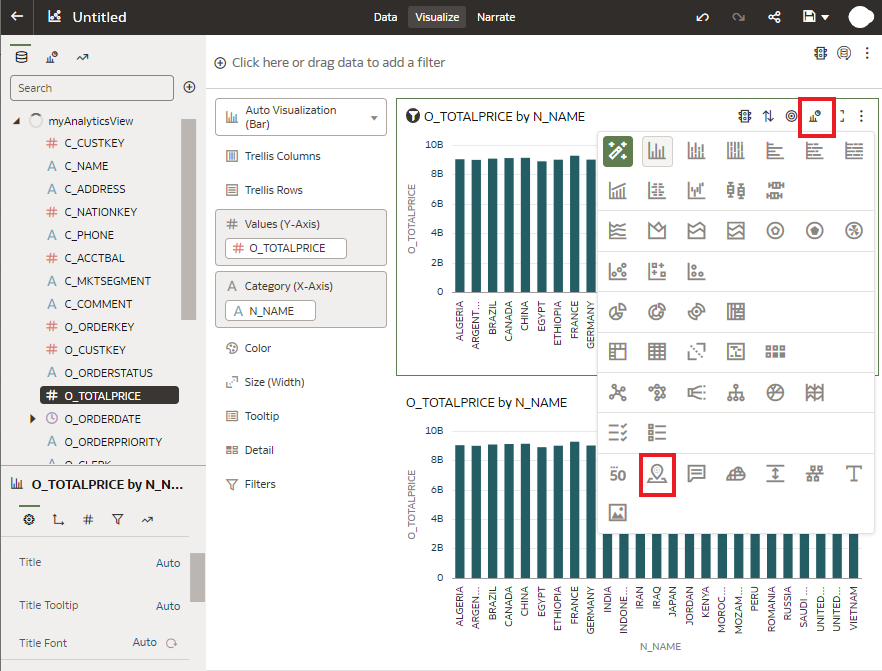 Untitled
Data
Visualize
Narrate
Search
myAnalyticsView
# C_CUSTKEY
A C_NAME
A C_ADDRESS
# C_NATIONKEY
A C_PHONE
# C_ACCTBAL
A C_MKTSEGMENT
A C_COMMENT
# O_ORDERKEY
# O_CUSTKEY
A O_ORDERSTATUS
# O_TOTALPRICE
O_ORDERDATE
A O_ORDERPRIORITY
A O_CLERK
O_TOTALPRICE by N_N...
#
Title Auto
Title Tooltip Auto
Title Font Auto
Click here or drag data to add a filter
Auto Visualization
(Bar)
Trellis Columns
Trellis Rows
# Values (Y-Axis)
# O_TOTALPRICE
A Category (X-Axis)
A N_NAME
Color
Size (Width)
Tooltip
Detail
Filters
O_TOTALPRICE by N_NAME
O_TOTALPRICE
10B
8B
6B
4B
2B
0
ALGERIA
ARGENT...
BRAZIL
CANADA
CHINA
EGYPT
ETHIOPIA
FRANCE
GERMANY
50
T
O_TOTALPRICE by N_NAME
O_TOTALPRICE
10B
8B
6B
4B
2B
0
ALGERIA
ARGEN...
BRAZIL
CANADA
CHINA
EGYPT
ETHIOPIA
FRANCE
GERMANY
INDIA
INDONE...
IRAN
IRAQ
JAPAN
JORDAN
KENYA
MOROC...
MOZAM...
PERU
ROMANIA
RUSSIA
SAUDI ...
UNITED...
UNITED...
VIETNAM
N_NAME